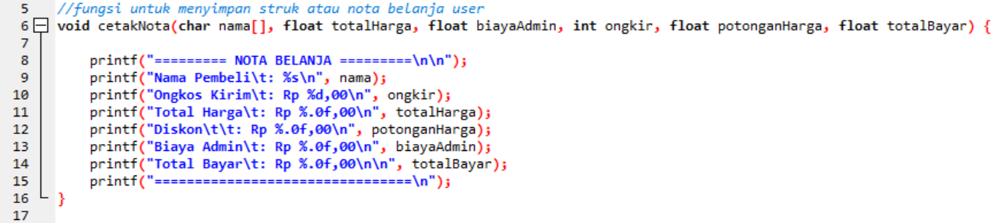 5 //fungsi untuk menyimpan struk atau nota belanja user
6 void cetakNota(char nama[], float totalHarga, float biayaAdmin, int ongkir, float potonganHarga, float totalBayar) {
7
8 printf("========= NOTA BELANJA =========\n\n");
9 printf("Nama Pembeli\t: %s\n", nama);
10 printf("Ongkos Kirim\t: Rp %d,00\n", ongkir);
11 printf("Total Harga\t: Rp %.0f,00\n", totalHarga);
12 printf("Diskon\t\t: Rp %.0f,00\n", potonganHarga);
13 printf("Biaya Admin\t: Rp %.0f,00\n", biayaAdmin);
14 printf("Total Bayar\t: Rp %.0f,00\n\n", totalBayar);
15 printf("================================\n");
16 }
17